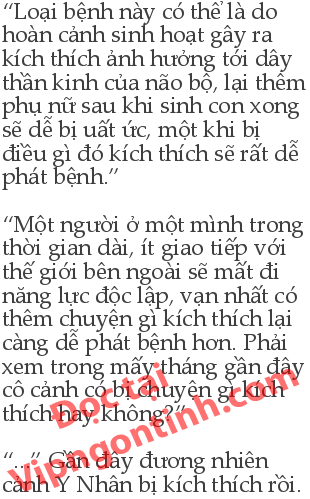 “Loại bệnh này có thể là do
hoàn cảnh sinh hoạt gây ra
kích thích ảnh hưởng tới dây
thần kinh của não bộ, lại thêm
phụ nữ sau khi sinh con xong
sẽ dễ bị uất ức, một khi bị
điều gì đó kích thích sẽ rất dễ
phát bệnh.”
“Một người ở một mình trong
thời gian dài, ít giao tiếp với
thế giới bên ngoài sẽ mất đi
năng lực độc lập, vạn nhất có
thêm chuyện gì kích thích lại
càng dễ phát bệnh hơn. Phải
xem trong mấy tháng gần đây
cô cảnh có bị chuyện gì kích
thích hay không?”
“...” Gần đây đương nhiên
cảnh Y Nhân bị kích thích rồi.
Đọc tại
Vipngontinh.com